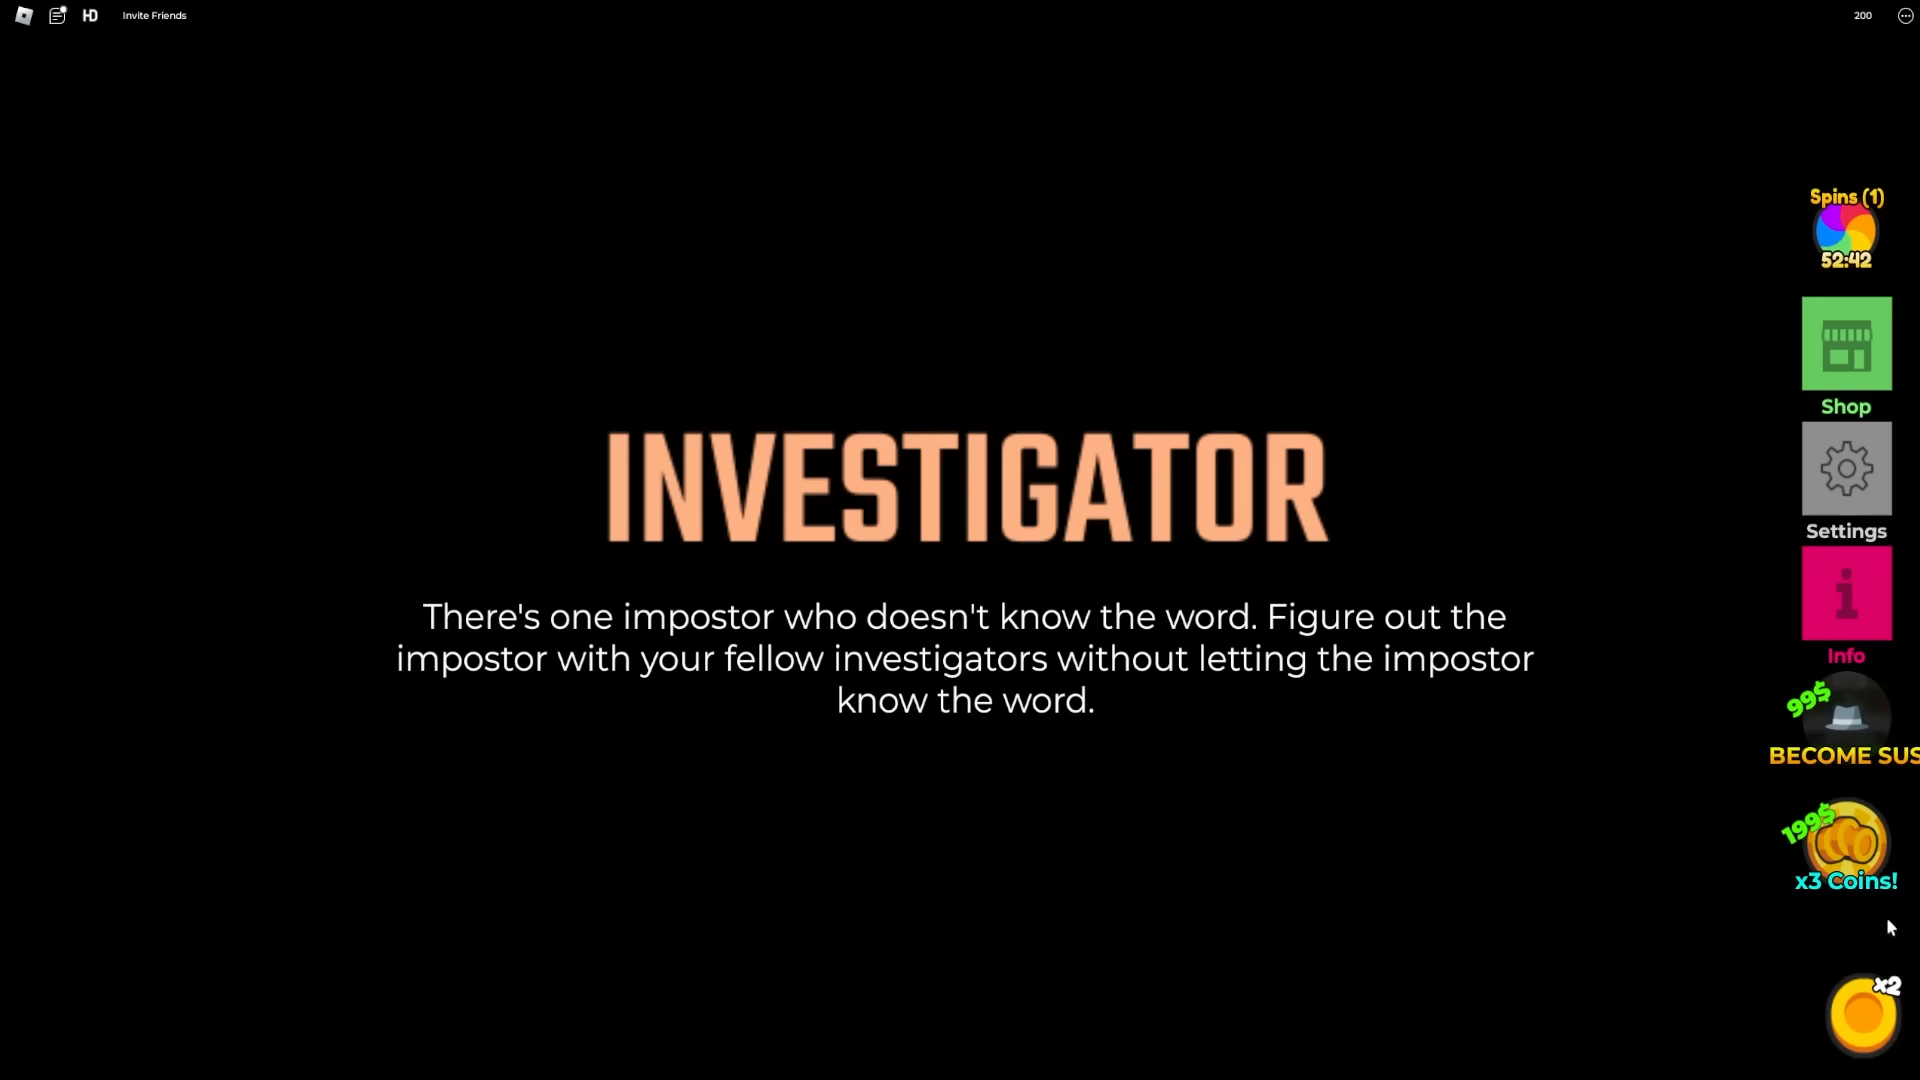 HD Invite Friends 200
Spins (1)
52:42
Shop
Settings
Info
INVESTIGATOR
There's one impostor who doesn't know the word. Figure out the
impostor with your fellow investigators without letting the impostor
know the word.
99$
BECOME SUS
199$
x3 Coins!
x2